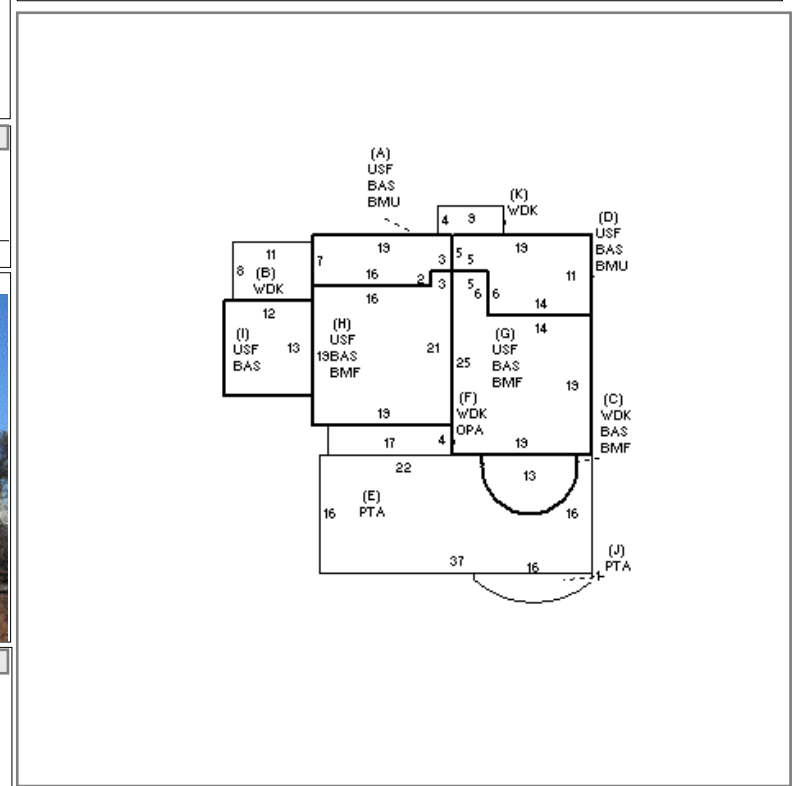 (A)
USF
BAS
BMU
(K)
WDK
4 9
(D)
USF
BAS
BMU
19
5
19
11
7
3
5
11
8
(B)
WDK
16
2
3
5
6
6
14
16
14
12
(I)
USF
BAS
13
(H)
USF
BAS
BMF
19
21
(G)
USF
BAS
BMF
25
19
(F)
WDK
OPA
(C)
WDK
BAS
BMF
19
17
4
19
22
13
(E)
PTA
16
16
37
16
(J)
PTA
1